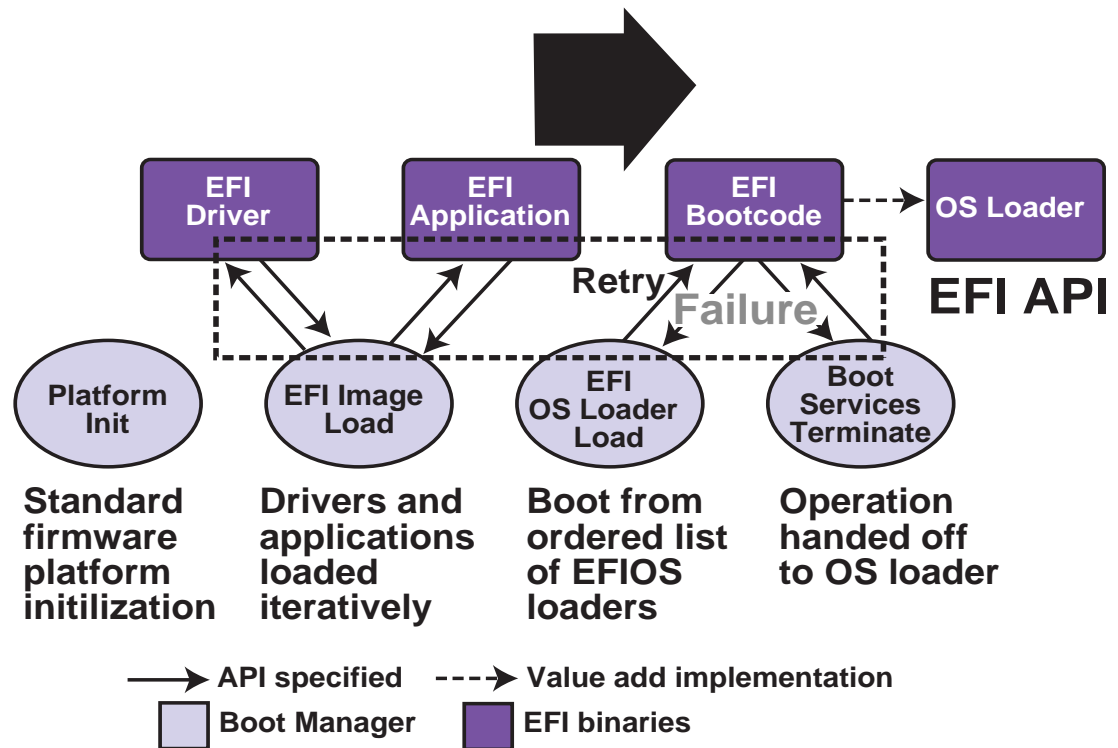 EFI
Driver
EFI
Application
EFI
Bootcode
OS Loader
Retry
Failure
EFI API
Platform
Init
EFI Image
Load
EFI
OS Loader
Load
Boot
Services
Terminate
Standard
firmware
platform
initilization
Drivers and
applications
loaded
iteratively
Boot from
ordered list
of EFIOS
loaders
Operation
handed off
to OS loader
API specified
Value add implementation
Boot Manager
EFI binaries